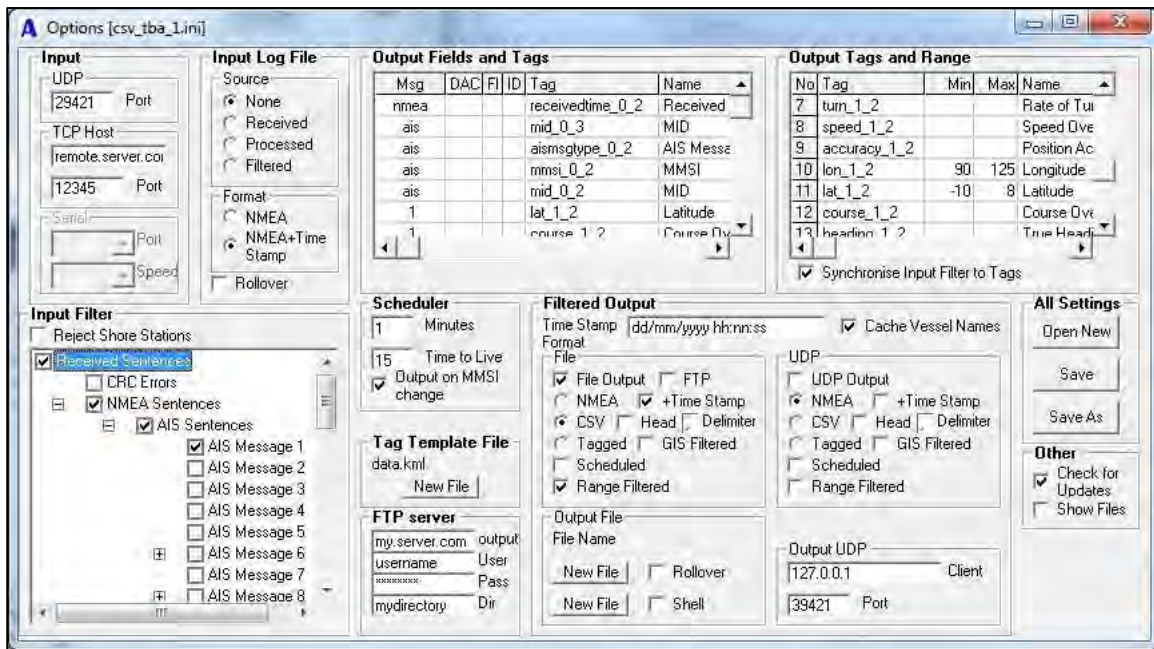 Options [csv_tba_1.ini]
Input
UDP
29421 Port
TCP Host
remote.server.co
12345 Port
Serial
Port
Speed
Input Log File
Source
None
Received
Processed
Filtered
Format
NMEA
NMEA+Time
Stamp
Rollover
Output Fields and Tags
Msg DAC FI ID Tag Name
nmea receivedtime_0_2 Received
ais mid_0_3 MID
ais aismsgtype_0_2 AIS Messa
ais mmsi_0_2 MMSI
ais mid_0_2 MID
1 lat_1_2 Latitude
1 course_1_2 Course Ov
Output Tags and Range
No Tag Min Max Name
7 turn_1_2 Rate of Tur
8 speed_1_2 Speed Ove
9 accuracy_1_2 Position Ac
10 lon_1_2 90 125 Longitude
11 lat_1_2 -10 8 Latitude
12 course_1_2 Course Ove
13 heading_1_2 True Headi
Synchronise Input Filter to Tags
Input Filter
Reject Shore Stations
Received Sentences
CRC Errors
NMEA Sentences
AIS Sentences
AIS Message 1
AIS Message 2
AIS Message 3
AIS Message 4
AIS Message 5
AIS Message 6
AIS Message 7
AIS Message 8
Scheduler
1 Minutes
15 Time to Live
Output on MMSI
change
Tag Template File
data.kml
New File
FTP server
my.server.com output
username User
xxxxxxxx Pass
mydirectory Dir
Filtered Output
Time Stamp dd/mm/yyyy hh:nn:ss Cache Vessel Names
Format
File
File Output FTP
NMEA +Time Stamp
CSV Head , Delimiter
Tagged GIS Filtered
Scheduled
Range Filtered
UDP
UDP Output
NMEA +Time Stamp
CSV Head , Delimiter
Tagged GIS Filtered
Scheduled
Range Filtered
Output File
File Name
New File Rollover
New File Shell
Output UDP
127.0.0.1 Client
39421 Port
All Settings
Open New
Save
Save As
Other
Check for
Updates
Show Files